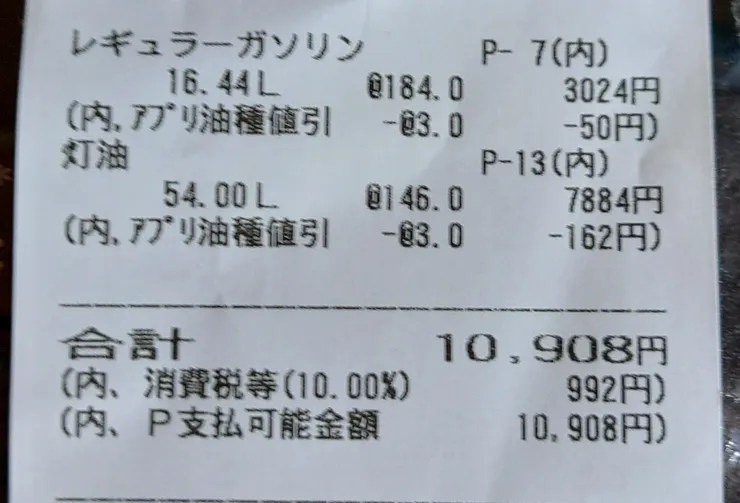 レギュラーガソリン P- 7(内)
16.44L @184.0 3024円
(内,アプリ油種値引 -@3.0 -50円)
灯油 P-13(内)
54.00L @146.0 7884円
(内,アプリ油種値引 -@3.0 -162円)
合計 10,908円
(内、消費税等(10.00%) 992円)
(内、P支払可能金額 10,908円)